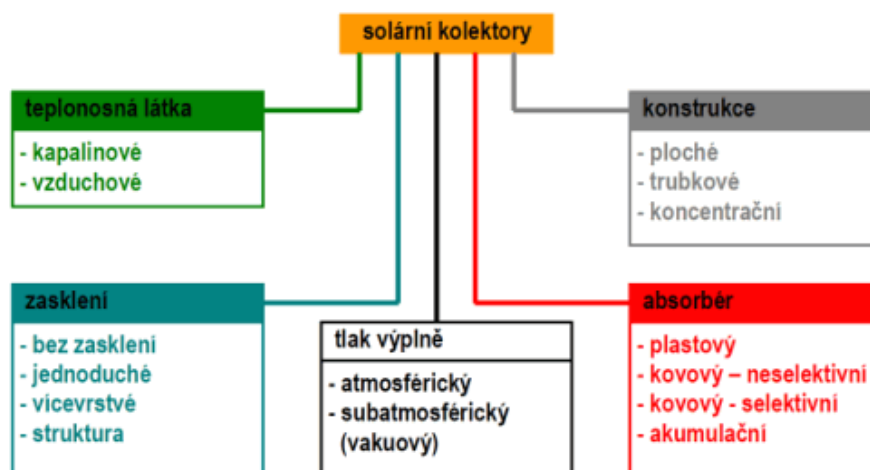 solární kolektory
teplonosná látka
- kapalinové
- vzduchové
konstrukce
- ploché
- trubkové
- koncentrační
zasklení
- bez zasklení
- jednoduché
- vícevrstvé
- struktura
tlak výplně
- atmosférický
- subatmosférický
(vakuový)
absorbér
- plastový
- kovový – neselektivní
- kovový - selektivní
- akumulační